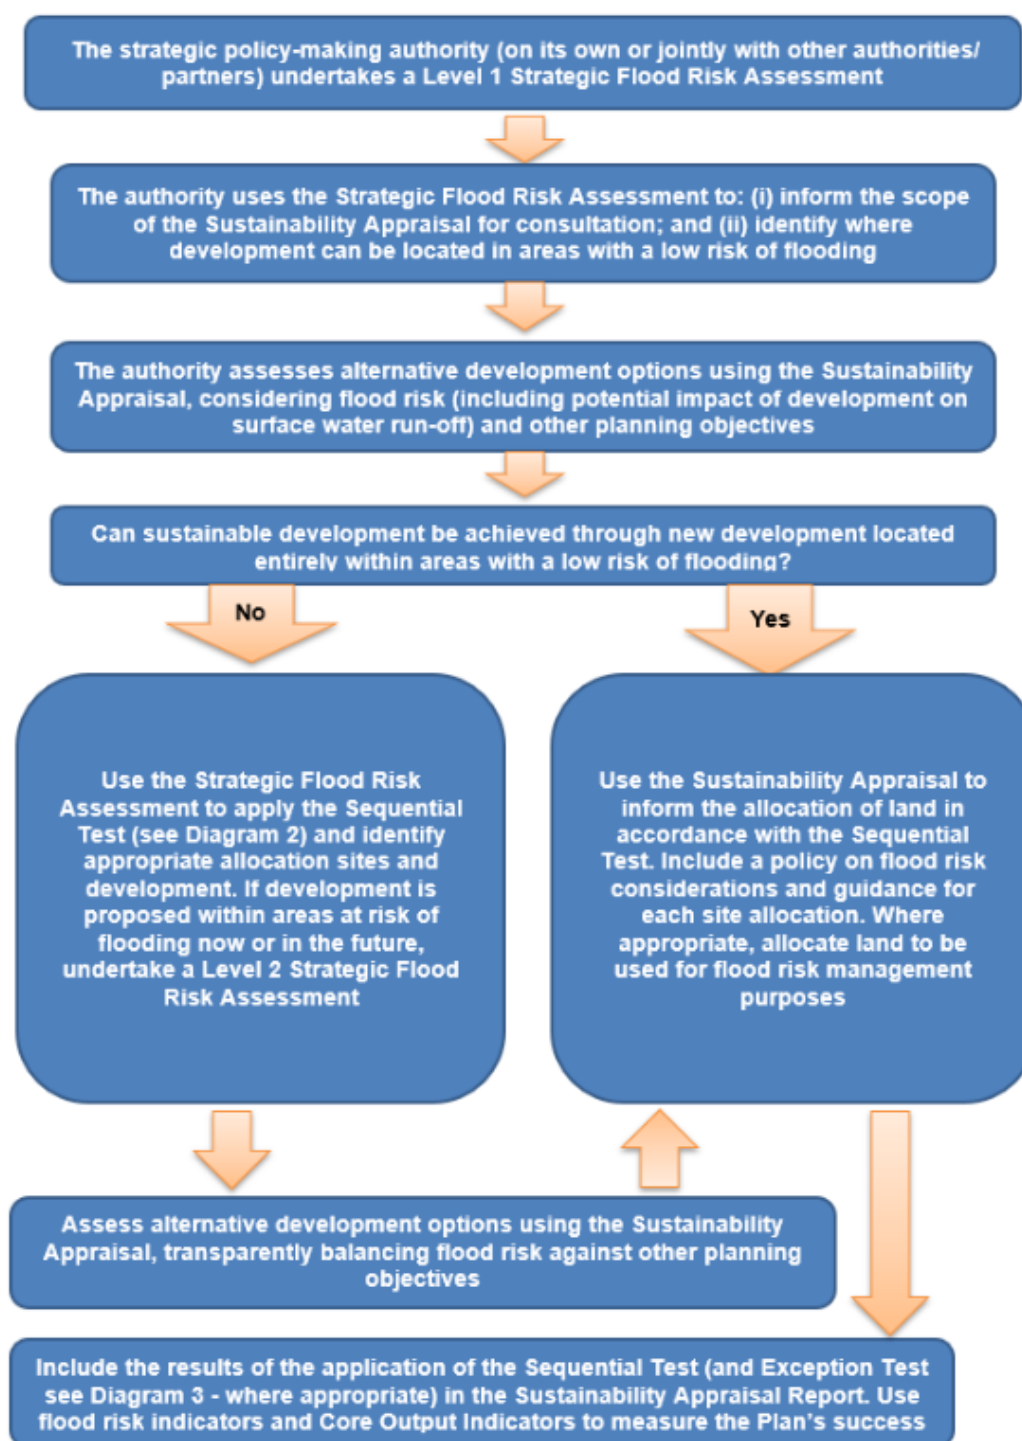 The strategic policy-making authority (on its own or jointly with other authorities/
partners) undertakes a Level 1 Strategic Flood Risk Assessment
The authority uses the Strategic Flood Risk Assessment to: (i) inform the scope
of the Sustainability Appraisal for consultation; and (ii) identify where
development can be located in areas with a low risk of flooding
The authority assesses alternative development options using the Sustainability
Appraisal, considering flood risk (including potential impact of development on
surface water run-off) and other planning objectives
Can sustainable development be achieved through new development located
entirely within areas with a low risk of flooding?
No
Yes
Use the Strategic Flood Risk
Assessment to apply the Sequential
Test (see Diagram 2) and identify
appropriate allocation sites and
development. If development is
proposed within areas at risk of
flooding now or in the future,
undertake a Level 2 Strategic Flood
Risk Assessment
Use the Sustainability Appraisal to
inform the allocation of land in
accordance with the Sequential
Test. Include a policy on flood risk
considerations and guidance for
each site allocation. Where
appropriate, allocate land to be
used for flood risk management
purposes
Assess alternative development options using the Sustainability
Appraisal, transparently balancing flood risk against other planning
objectives
Include the results of the application of the Sequential Test (and Exception Test
see Diagram 3 - where appropriate) in the Sustainability Appraisal Report. Use
flood risk indicators and Core Output Indicators to measure the Plan's success